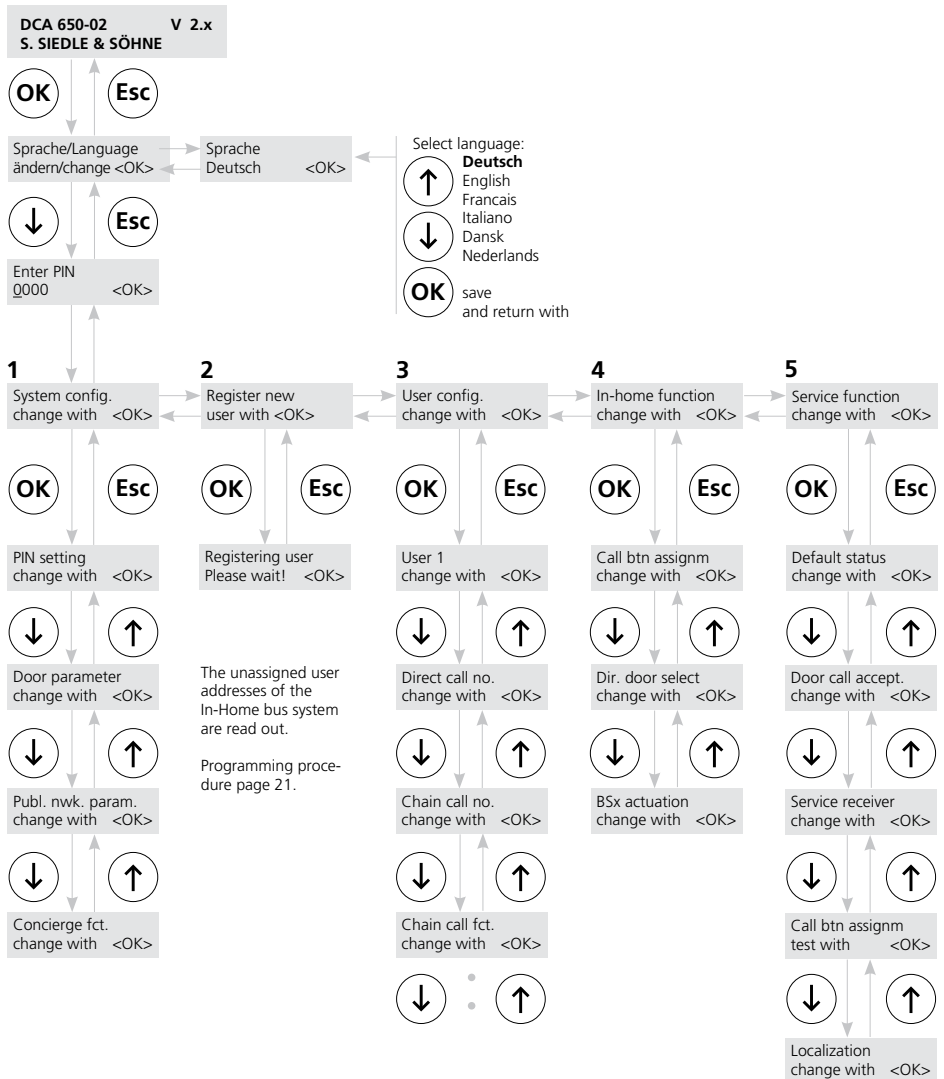 DCA 650-02 V 2.x
S. SIEDLE & SÖHNE
OK
Esc
Sprache/Language
ändern/change <OK>
Sprache
Deutsch <OK>
Select language:
Deutsch
↑
English
Francais
Italiano
↓
Dansk
Nederlands
OK
save
and return with
↓
Esc
Enter PIN
0000 <OK>
1
System config.
change with <OK>
2
Register new
user with <OK>
3
User config.
change with <OK>
4
In-home function
change with <OK>
5
Service function
change with <OK>
OK Esc OK Esc OK Esc OK Esc OK Esc
PIN setting
change with <OK>
↓ ↑
Door parameter
change with <OK>
↓ ↑
Publ. nwk. param.
change with <OK>
↓ ↑
Concierge fct.
change with <OK>
Registering user
Please wait! <OK>
The unassigned user
addresses of the
In-Home bus system
are read out.
Programming proce-
dure page 21.
User 1
change with <OK>
↓ ↑
Direct call no.
change with <OK>
↓ ↑
Chain call no.
change with <OK>
↓ ↑
Chain call fct.
change with <OK>
↓ ↑
Call btn assignm
change with <OK>
↓ ↑
Dir. door select
change with <OK>
↓ ↑
BSx actuation
change with <OK>
Default status
change with <OK>
↓ ↑
Door call accept.
change with <OK>
↓ ↑
Service receiver
change with <OK>
↓ ↑
Call btn assignm
test with <OK>
↓ ↑
Localization
change with <OK>